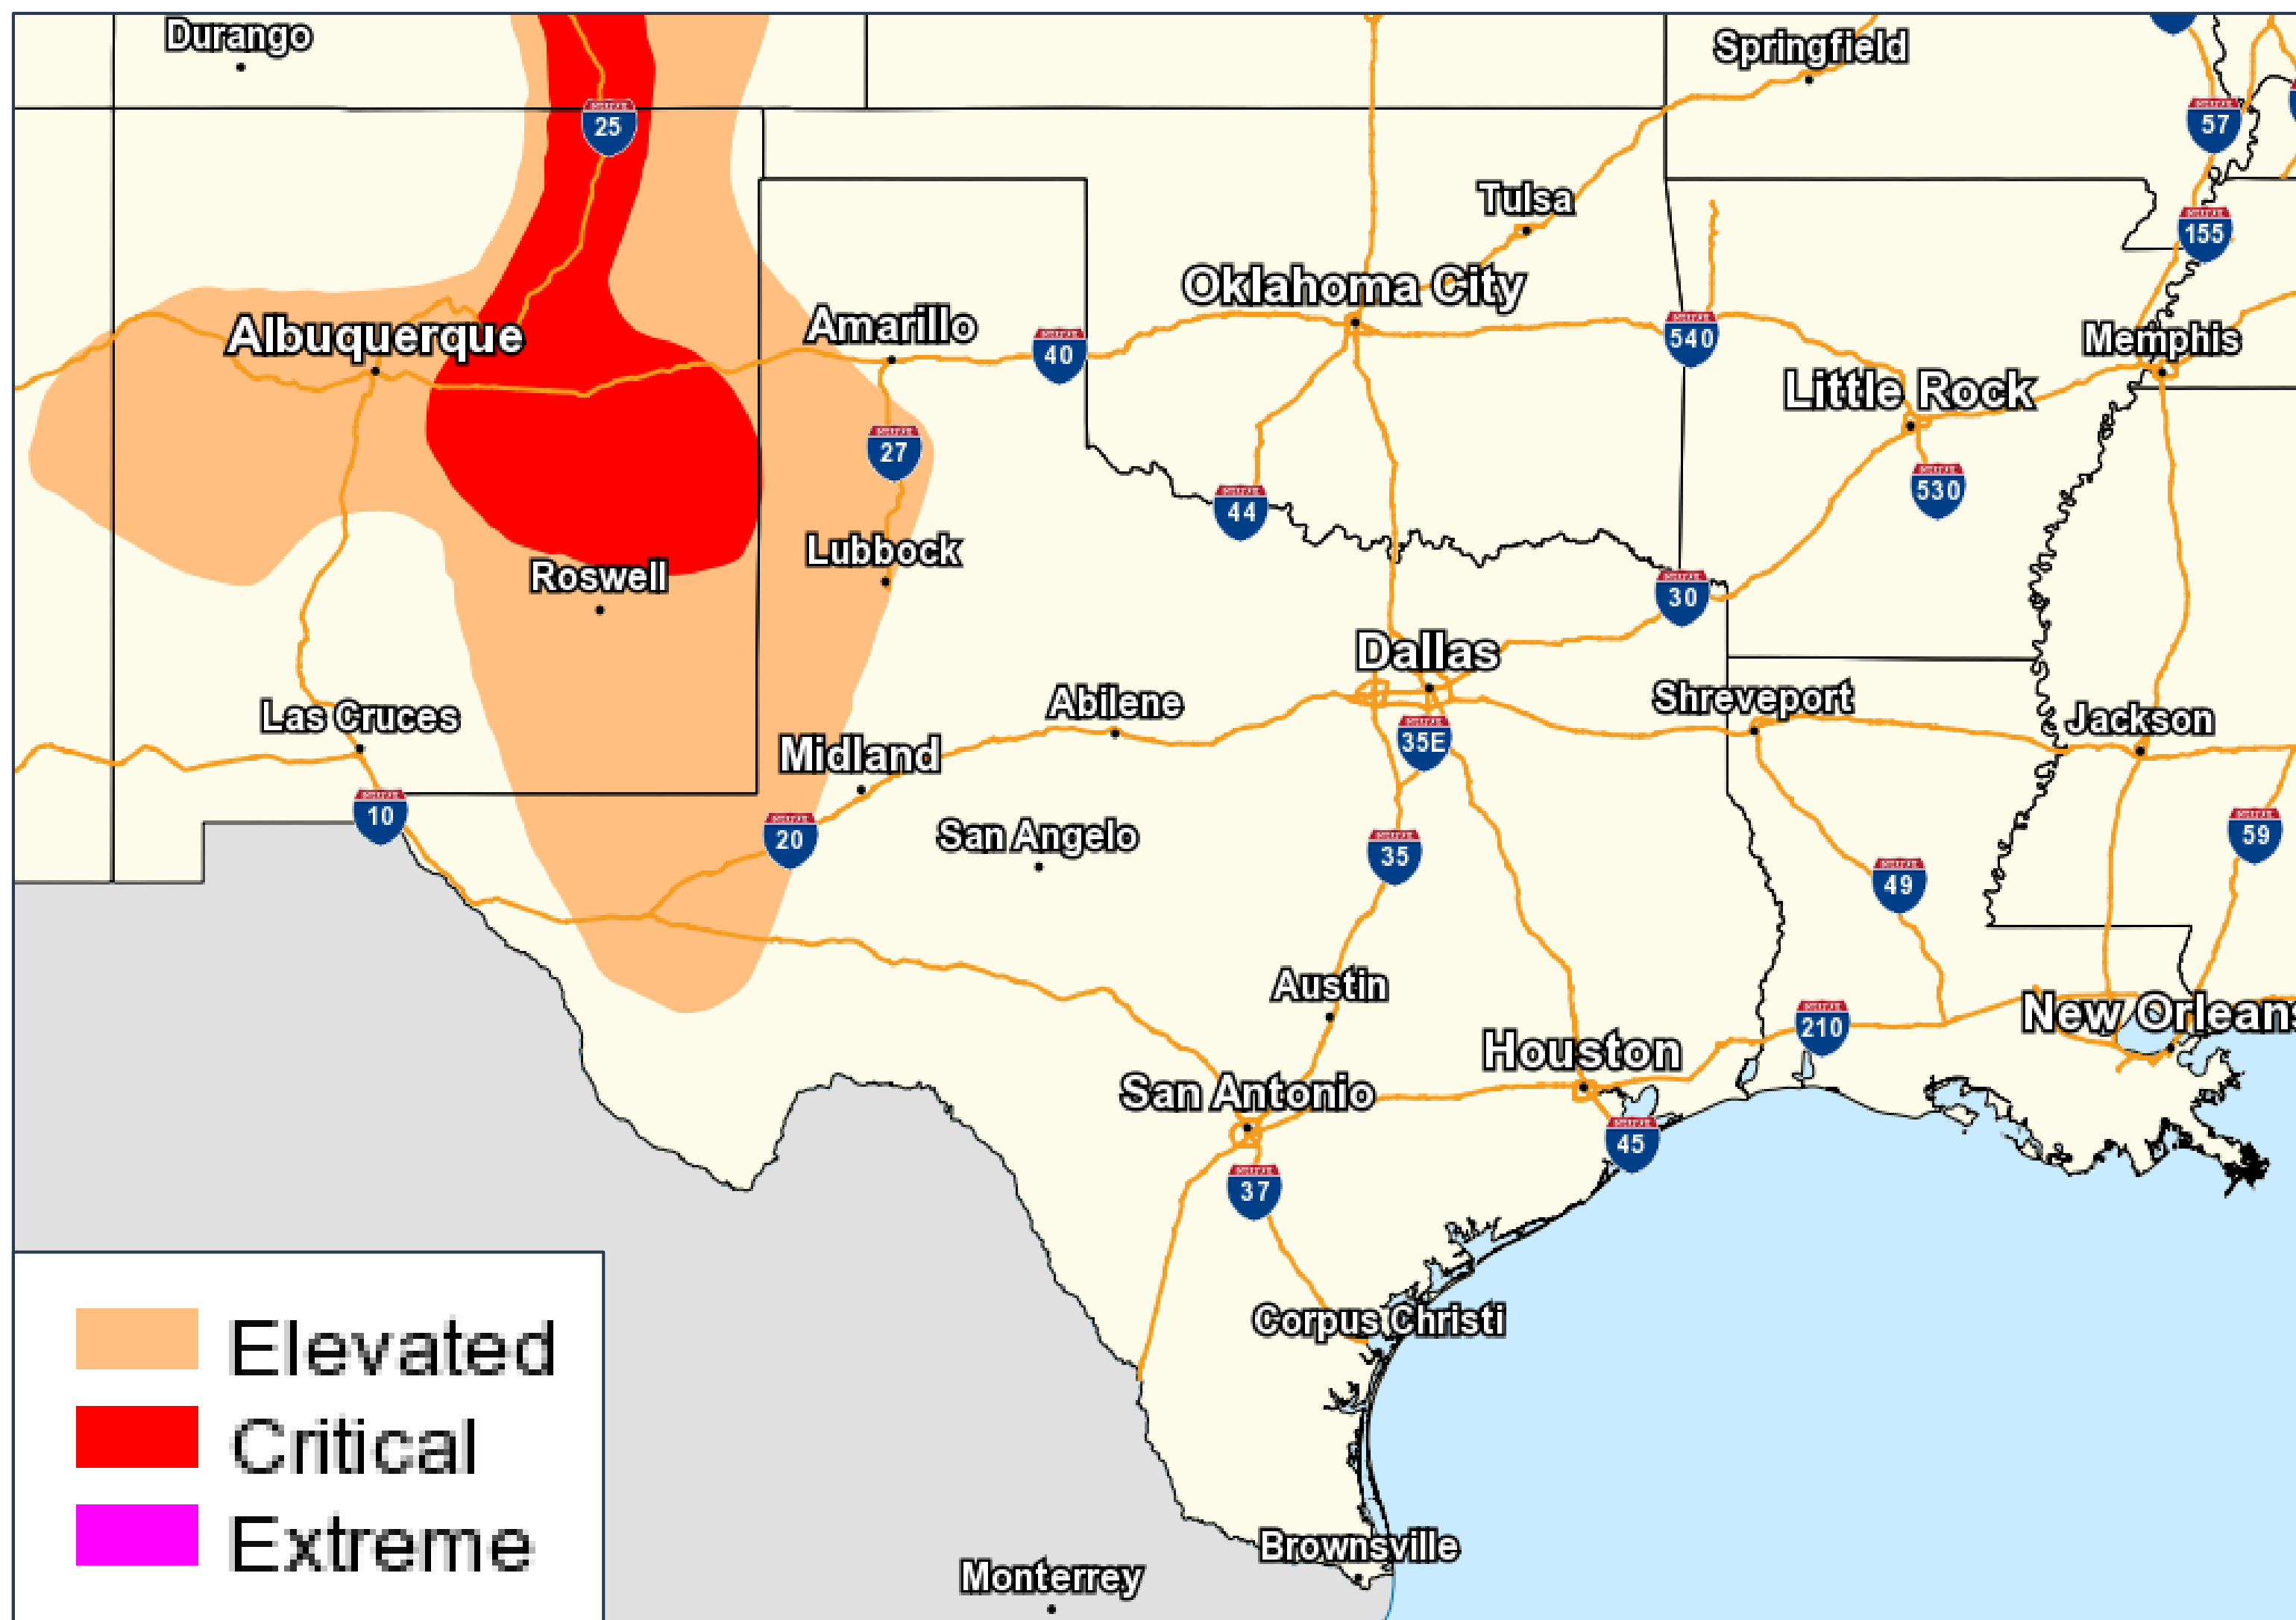 Durango
Springfield
25
57
Tulsa
155
Oklahoma City
Albuquerque
Amarillo
40
540
Memphis
Little Rock
27
44
530
Lubbock
Roswell
30
Dallas
Las Cruces
Abilene
Shreveport
Jackson
Midland
35E
10
20
San Angelo
35
59
49
Austin
New Orleans
210
Houston
San Antonio
45
37
Corpus Christi
Elevated
Critical
Extreme
Brownsville
Monterrey